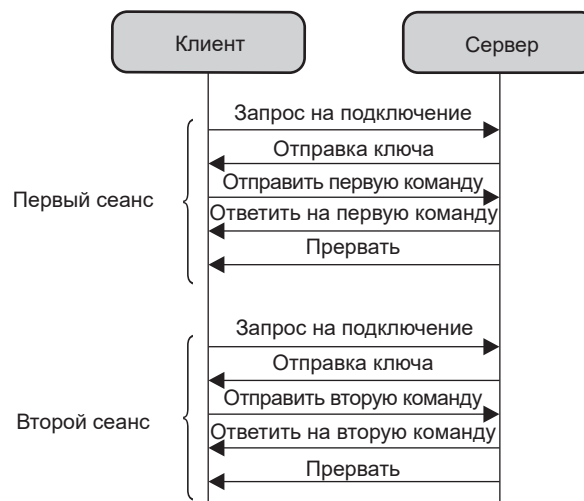 Клиент
Сервер
Запрос на подключение
Отправка ключа
Отправить первую команду
Первый сеанс
Ответить на первую команду
Прервать
Запрос на подключение
Отправка ключа
Отправить вторую команду
Второй сеанс
Ответить на вторую команду
Прервать